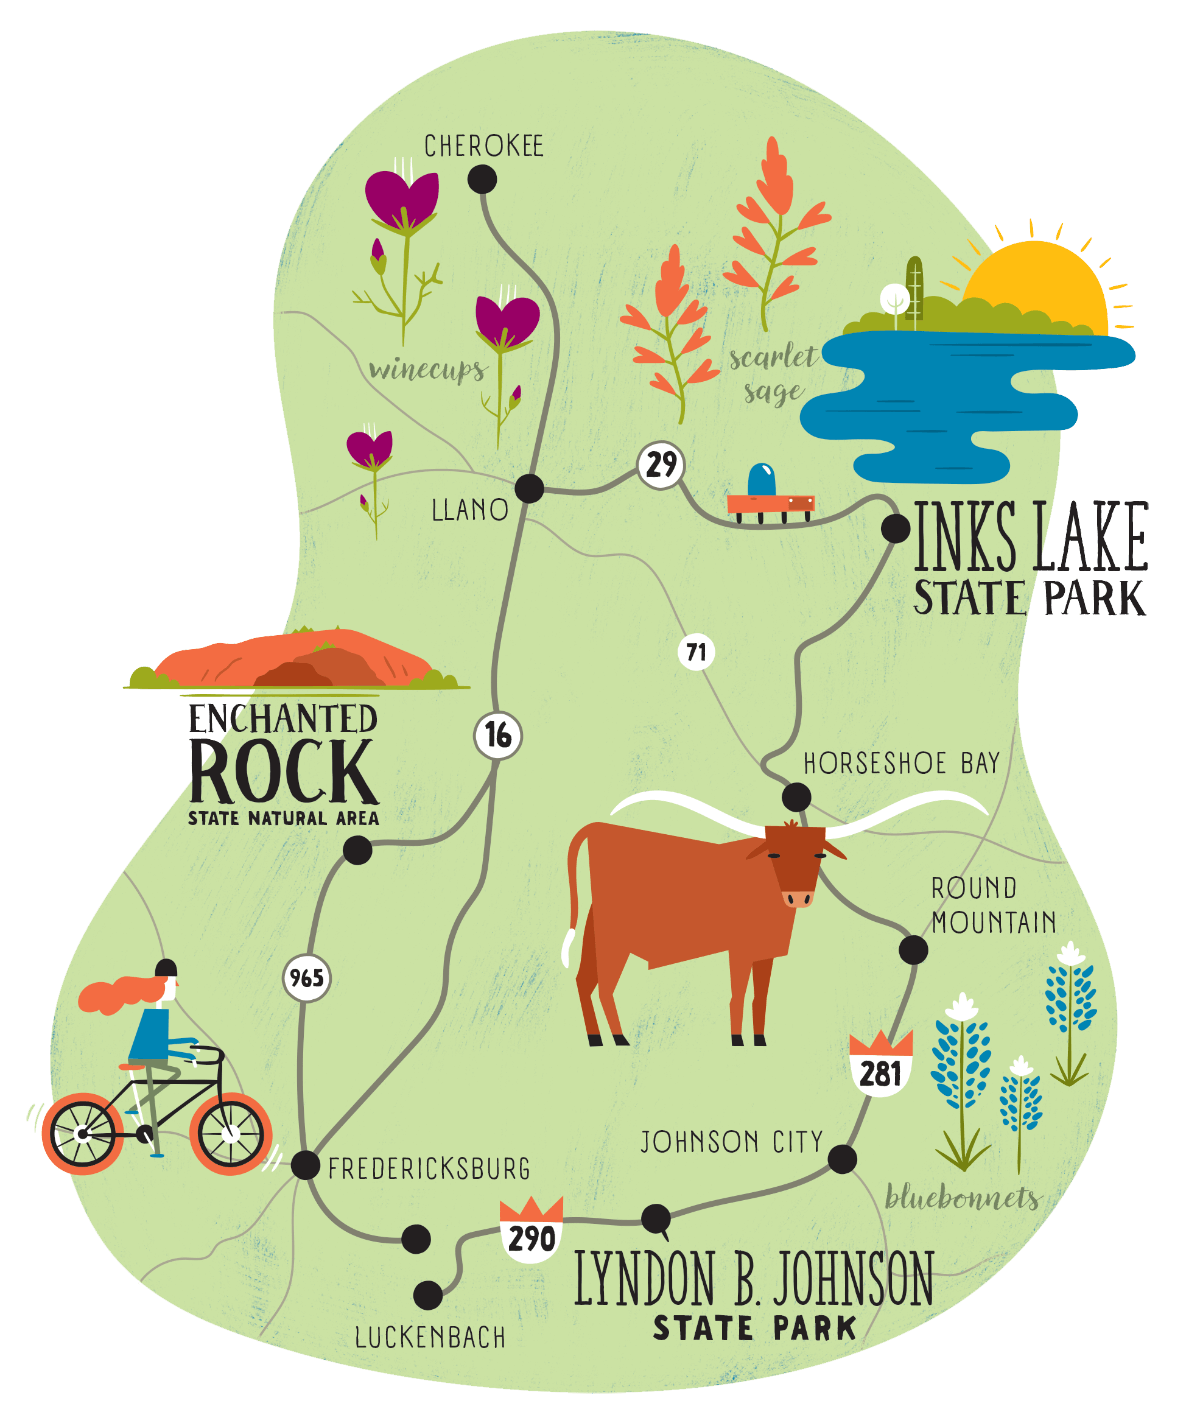 CHEROKEE
winecups
scarlet
sage
29
LLANO
INKS LAKE
STATE PARK
71
ENCHANTED
ROCK
STATE NATURAL AREA
16
HORSESHOE BAY
ROUND
MOUNTAIN
965
281
JOHNSON CITY
FREDERICKSBURG
bluebonnets
290
LYNDON B. JOHNSON
STATE PARK
LUCKENBACH